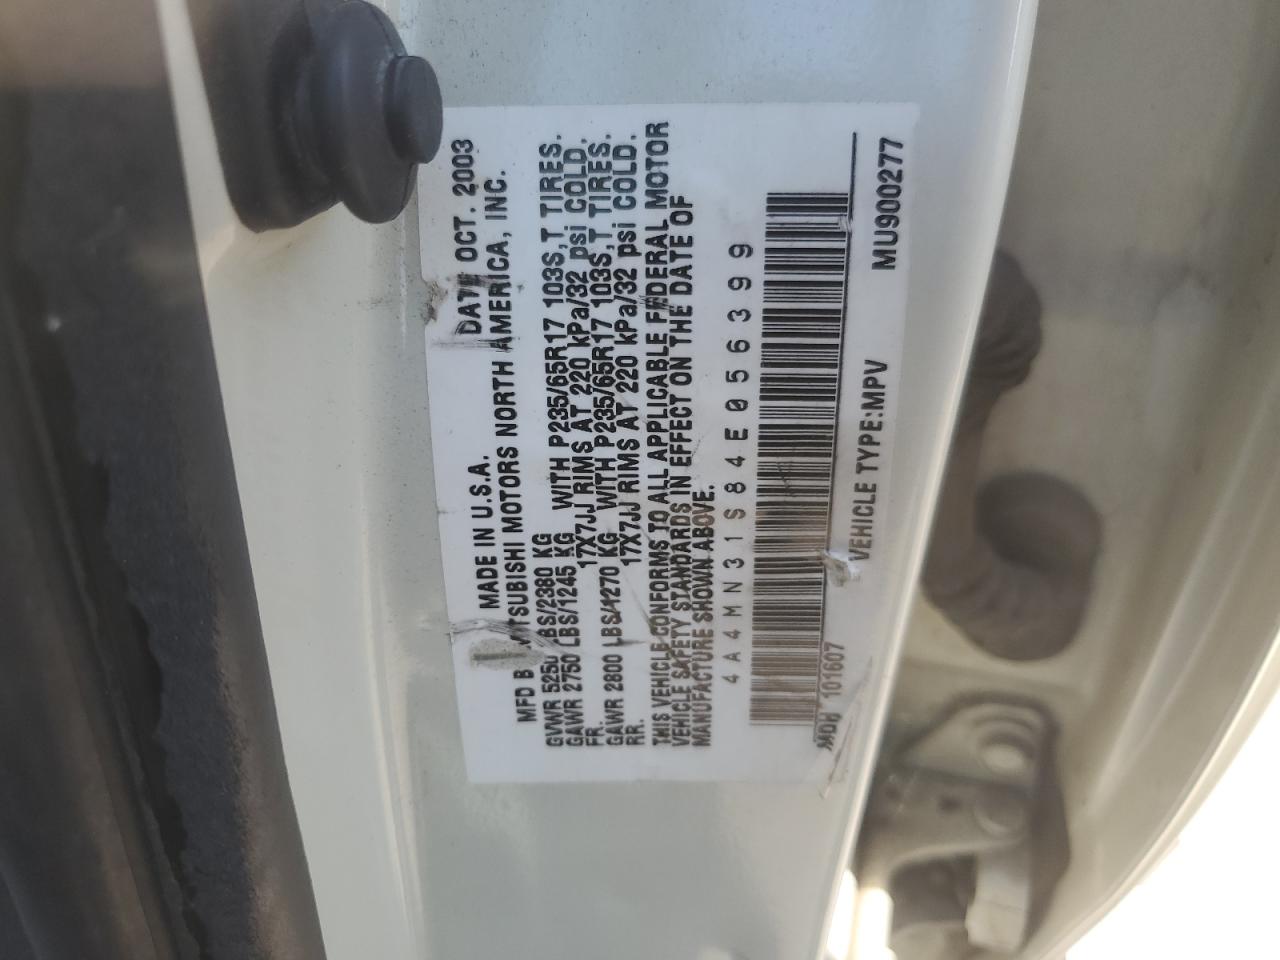 MADE IN U.S.A. DATE OCT. 2003
MFD B MITSUBISHI MOTORS NORTH AMERICA, INC.
GVWR 5250 LBS/2380 KG
GAWR 2750 LBS/1245 KG WITH P235/65R17 103S,T TIRES.
FR. 17X7JJ RIMS AT 220 kPa/32 psi COLD.
GAWR 2800 LBS/1270 KG WITH P235/65R17 103S,T TIRES.
RR. 17X7JJ RIMS AT 220 kPa/32 psi COLD.
THIS VEHICLE CONFORMS TO ALL APPLICABLE FEDERAL MOTOR
VEHICLE SAFETY STANDARDS IN EFFECT ON THE DATE OF
MANUFACTURE SHOWN ABOVE.
4A4MN31S84E056399
MDH 101607 VEHICLE TYPE:MPV MU900277